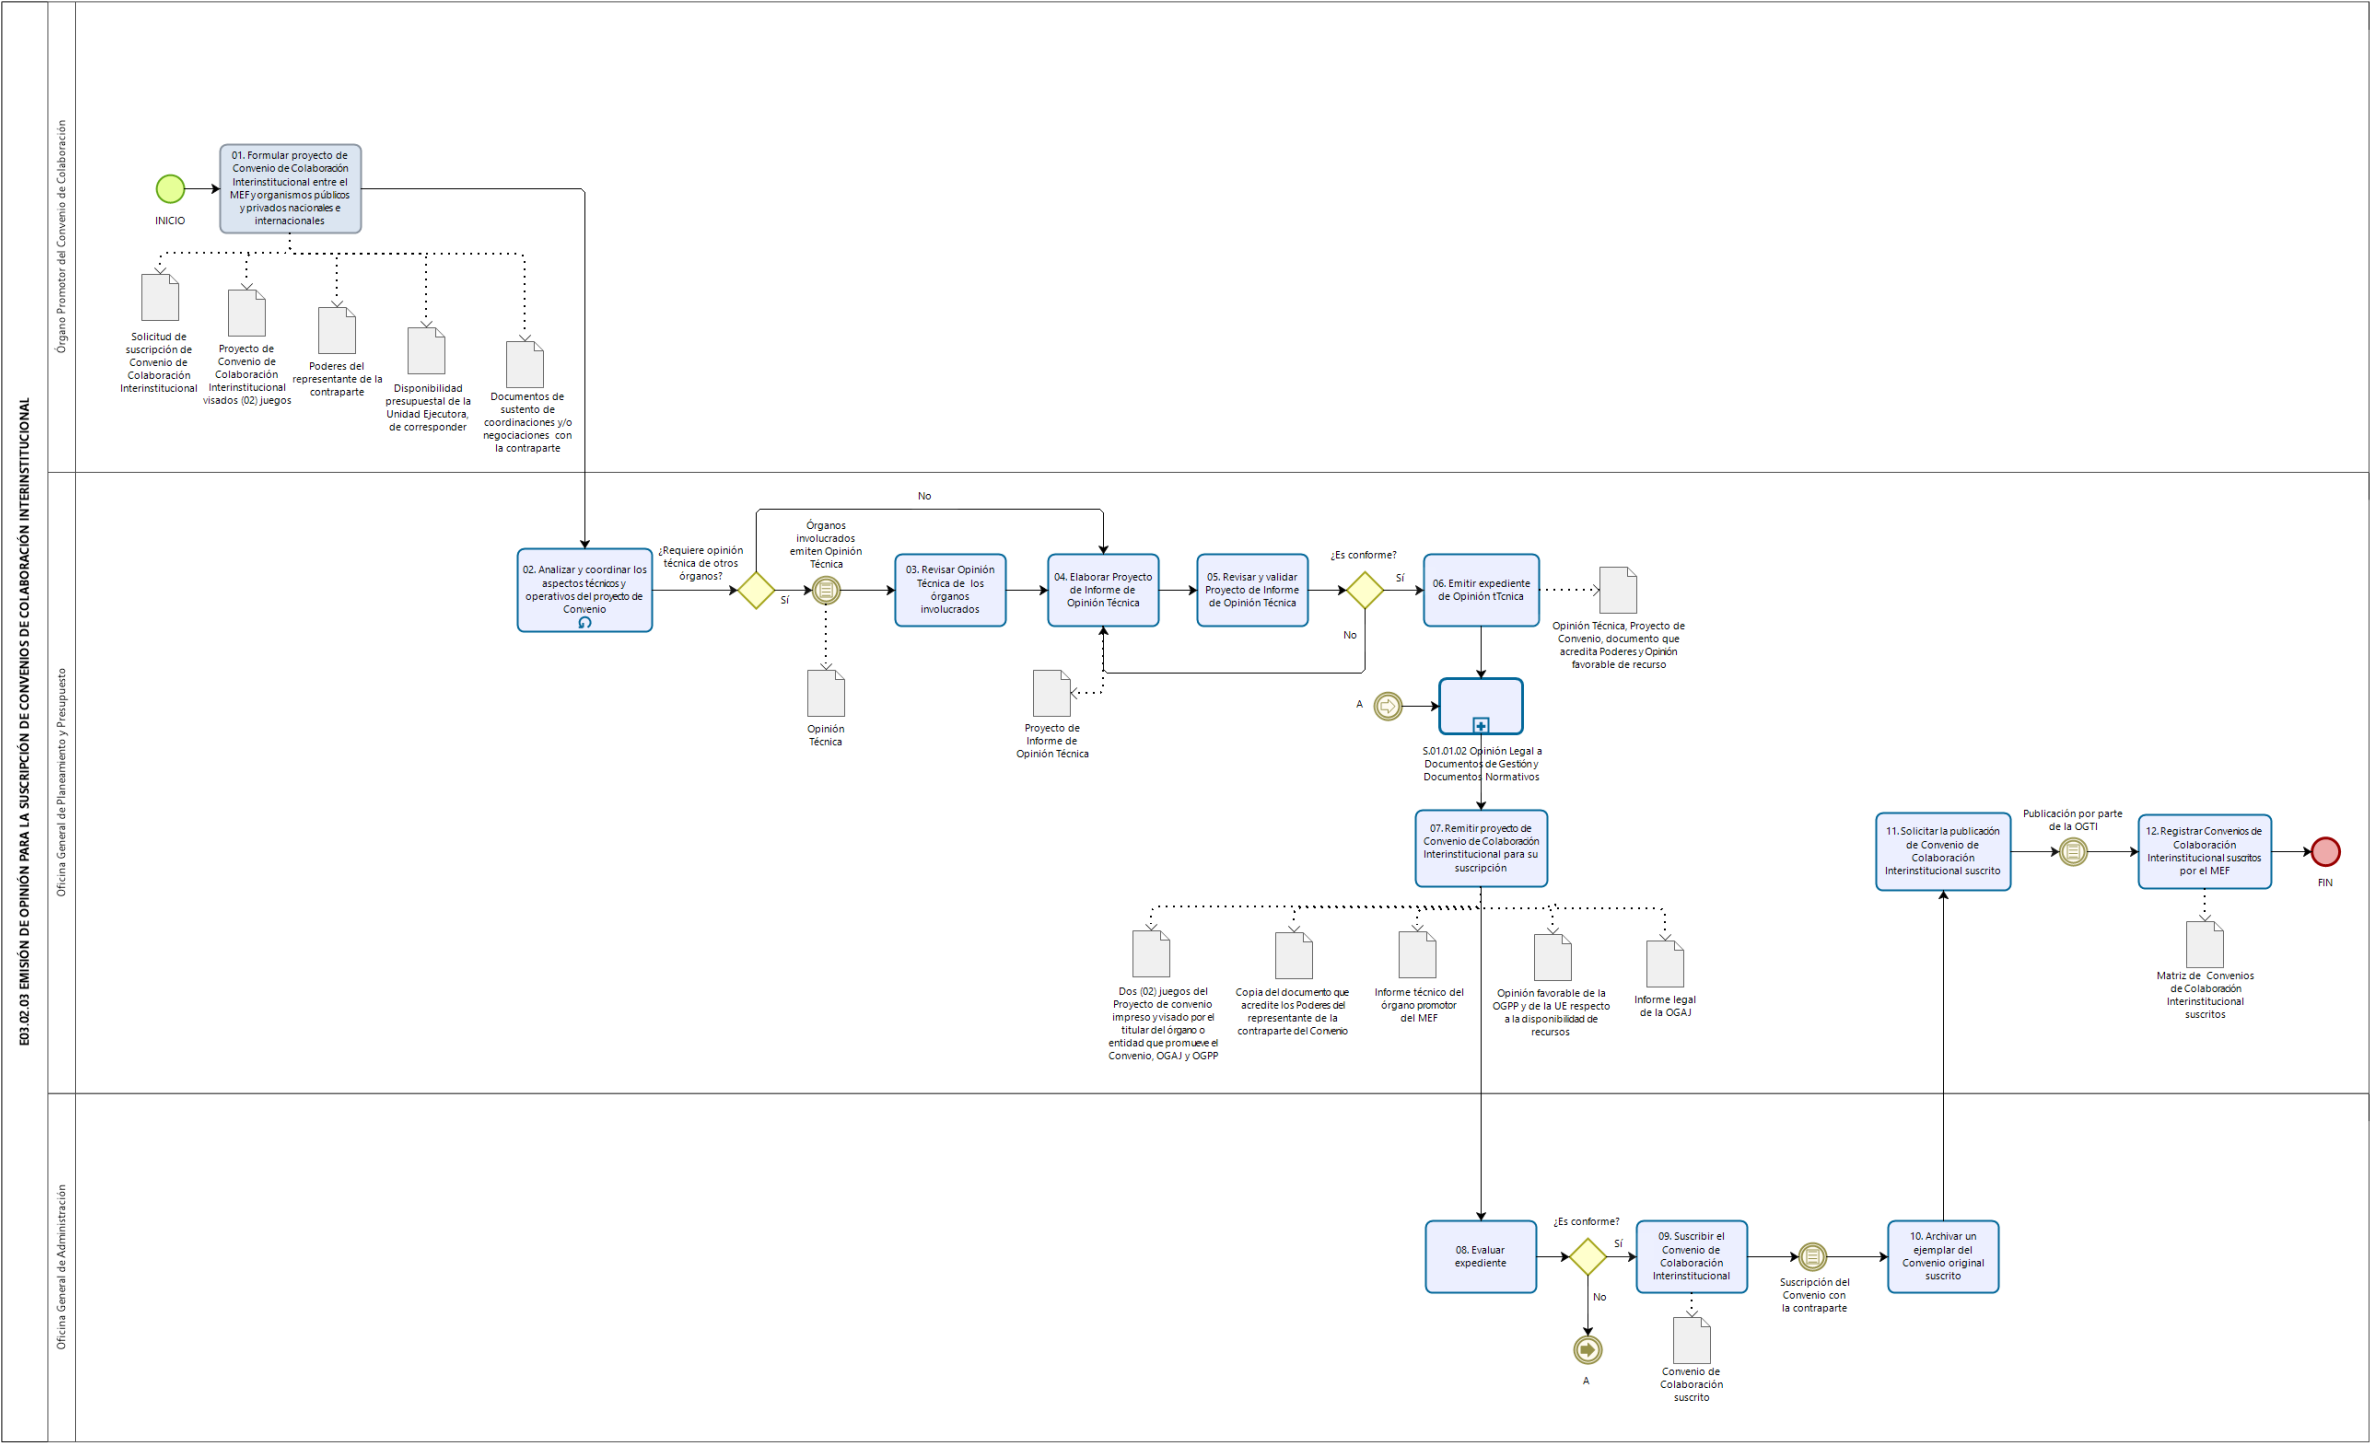 E03.02.03 EMISIÓN DE OPINIÓN PARA LA SUSCRIPCIÓN DE CONVENIOS DE COLABORACIÓN INTERINSTITUCIONAL
Órgano Promotor del Convenio de Colaboración
INICIO
01. Formular proyecto de
Convenio de Colaboración
Interinstitucional entre el
MEF y organismos públicos
y privados nacionales e
internacionales
Solicitud de
suscripción de
Convenio de
Colaboración
Interinstitucional
Proyecto de
Convenio de
Colaboración
Interinstitucional
visados (02) juegos
Poderes del
representante de la
contraparte
Disponibilidad
presupuestal de la
Unidad Ejecutora,
de corresponder
Documentos de
sustento de
coordinaciones y/o
negociaciones con
la contraparte
Oficina General de Planeamiento y Presupuesto
02. Analizar y coordinar los
aspectos técnicos y
operativos del proyecto de
Convenio
¿Requiere opinión
técnica de otros
órganos?
No
Sí
Órganos
involucrados
emiten Opinión
Técnica
Opinión
Técnica
03. Revisar Opinión
Técnica de los
órganos
involucrados
04. Elaborar Proyecto
de Informe de
Opinión Técnica
Proyecto de
Informe de
Opinión Técnica
05. Revisar y validar
Proyecto de Informe
de Opinión Técnica
¿Es conforme?
Sí
No
06. Emitir expediente
de Opinión tTcnica
Opinión Técnica, Proyecto de
Convenio, documento que
acredita Poderes y Opinión
favorable de recurso
A
S.01.01.02 Opinión Legal a
Documentos de Gestión y
Documentos Normativos
07. Remitir proyecto de
Convenio de Colaboración
Interinstitucional para su
suscripción
Dos (02) juegos del
Proyecto de convenio
impreso y visado por el
titular del órgano o
entidad que promueve el
Convenio, OGAJ y OGPP
Copia del documento que
acredite los Poderes del
representante de la
contraparte del Convenio
Informe técnico del
órgano promotor
del MEF
Opinión favorable de la
OGPP y de la UE respecto
a la disponibilidad de
recursos
Informe legal
de la OGAJ
11. Solicitar la publicación
de Convenio de
Colaboración
Interinstitucional suscrito
Publicación por parte
de la OGTI
12. Registrar Convenios de
Colaboración
Interinstitucional suscritos
por el MEF
FIN
Matriz de Convenios
de Colaboración
Interinstitucional
suscritos
Oficina General de Administración
08. Evaluar
expediente
¿Es conforme?
Sí
No
A
09. Suscribir el
Convenio de
Colaboración
Interinstitucional
Convenio de
Colaboración
suscrito
Suscripción del
Convenio con
la contraparte
10. Archivar un
ejemplar del
Convenio original
suscrito